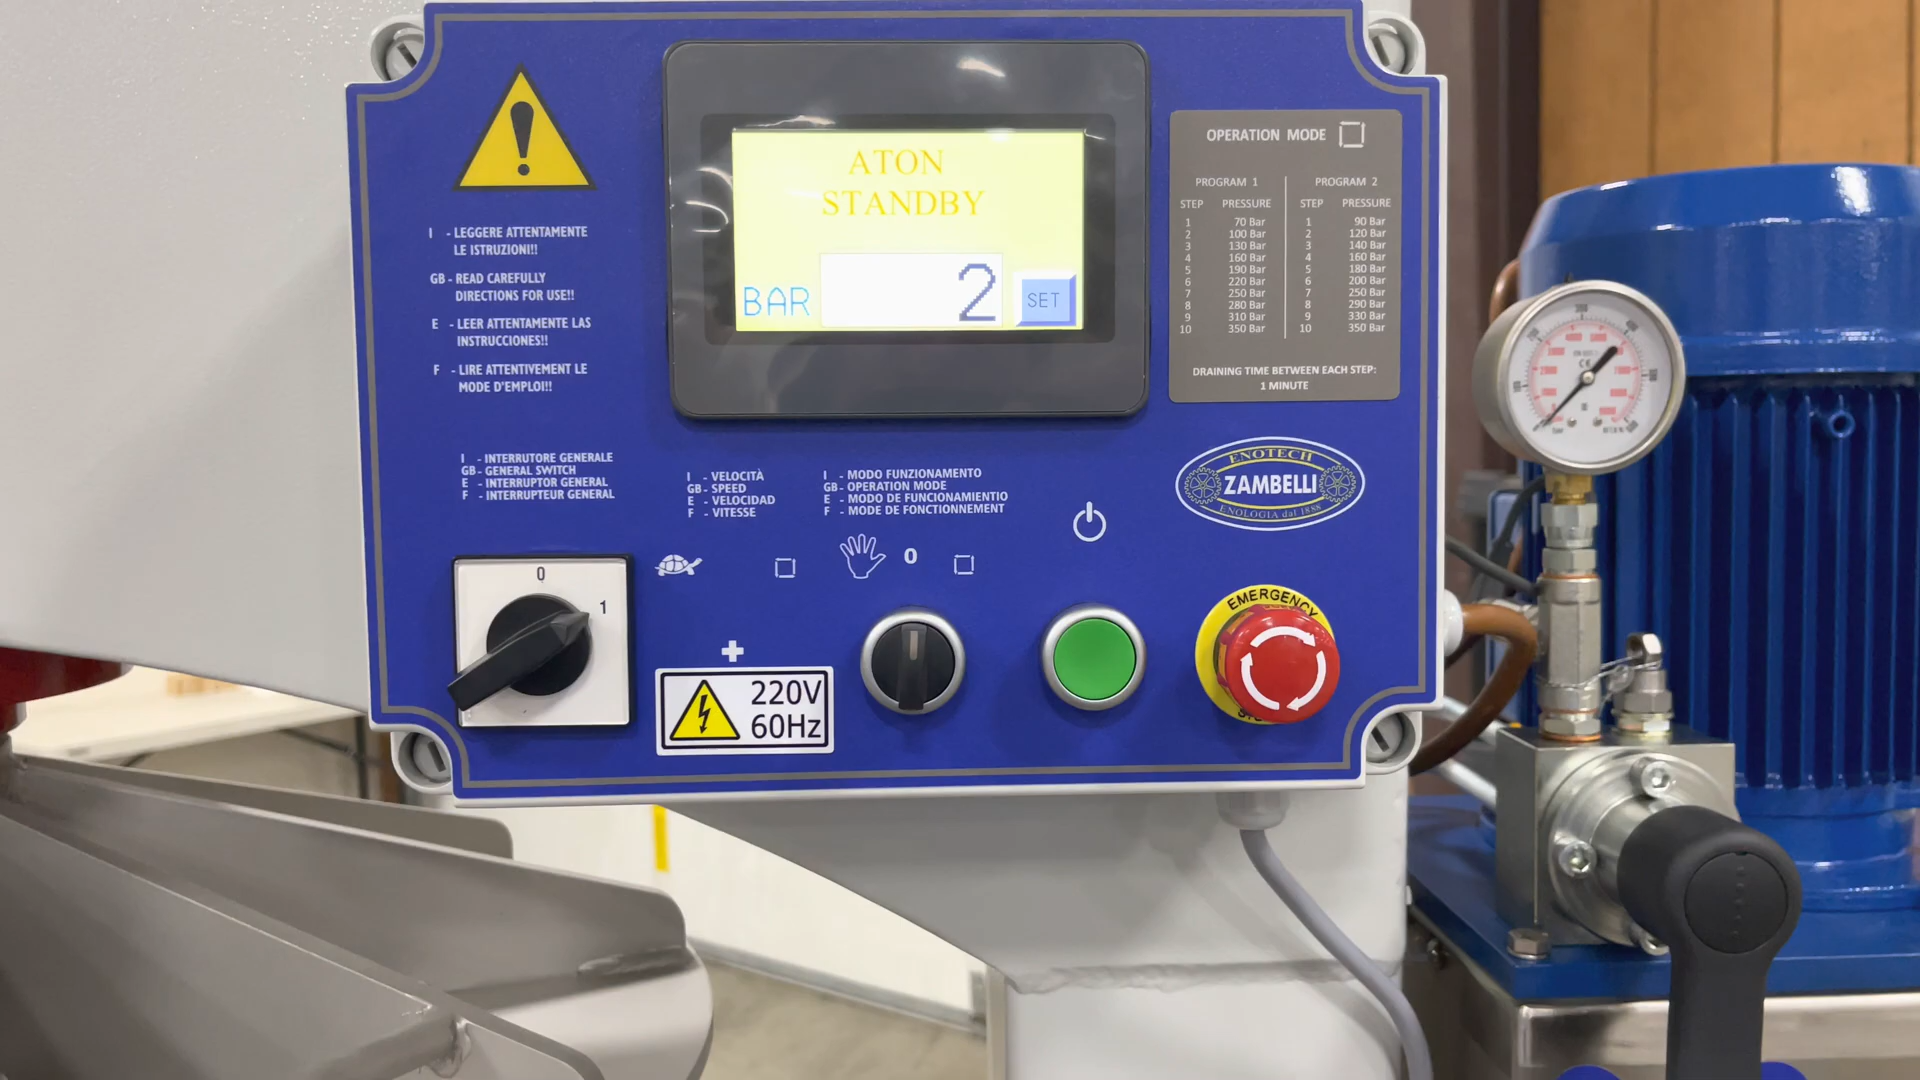 ATON
STANDBY
BAR 2 SET
OPERATION MODE
PROGRAM 1 PROGRAM 2
STEP PRESSURE STEP PRESSURE
1 70 Bar 1 90 Bar
2 100 Bar 2 120 Bar
3 130 Bar 3 140 Bar
4 160 Bar 4 160 Bar
5 190 Bar 5 180 Bar
6 220 Bar 6 200 Bar
7 250 Bar 7 250 Bar
8 280 Bar 8 290 Bar
9 310 Bar 9 330 Bar
10 350 Bar 10 350 Bar
DRAINING TIME BETWEEN EACH STEP:
1 MINUTE
I - LEGGERE ATTENTAMENTE
LE ISTRUZIONI!!
GB - READ CAREFULLY
DIRECTIONS FOR USE!!
E - LEER ATTENTAMENTE LAS
INSTRUCCIONES!!
F - LIRE ATTENTIVEMENT LE
MODE D'EMPLOI!!
I - INTERRUTORE GENERALE
GB - GENERAL SWITCH
E - INTERRUPTOR GENERAL
F - INTERRUPTEUR GENERAL
I - VELOCITÀ
GB - SPEED
E - VELOCIDAD
F - VITESSE
I - MODO FUNZIONAMENTO
GB - OPERATION MODE
E - MODO DE FUNCIONAMIENTIO
F - MODE DE FONCTIONNEMENT
ENOTECH
ZAMBELLI
ENOLOGIA dal 1888
0
0
1
220V
60Hz
EMERGENCY